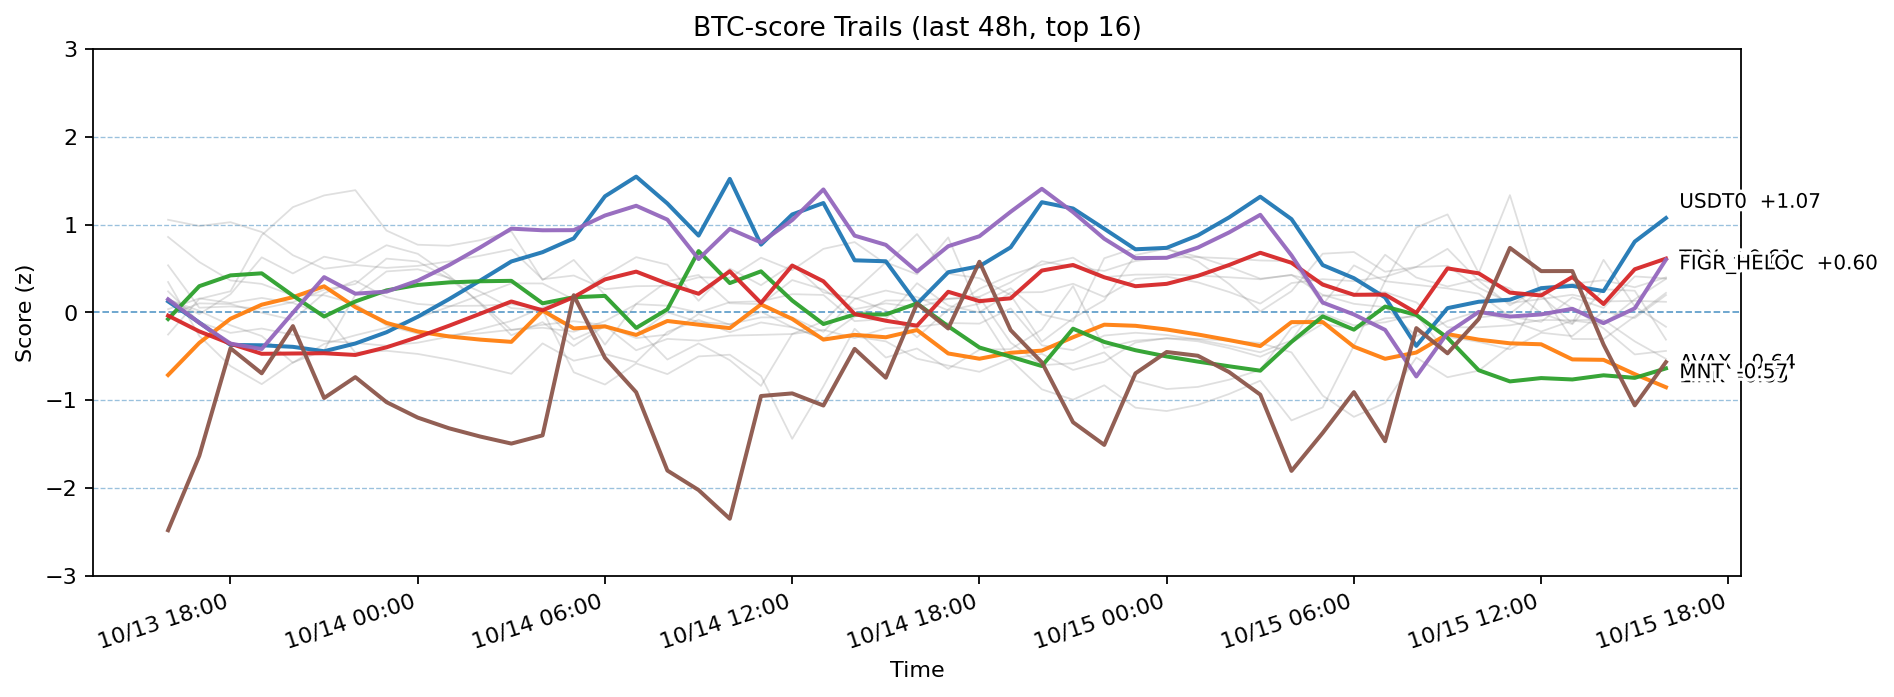 BTC-score Trails (last 48h, top 16)
Score (z)
3
2
1
0
−1
−2
−3
USDT0 +1.07
FIGR_HELOC +0.60
MNT -0.57
10/13 18:00
10/14 00:00
10/14 06:00
10/14 12:00
10/14 18:00
10/15 00:00
10/15 06:00
10/15 12:00
10/15 18:00
Time